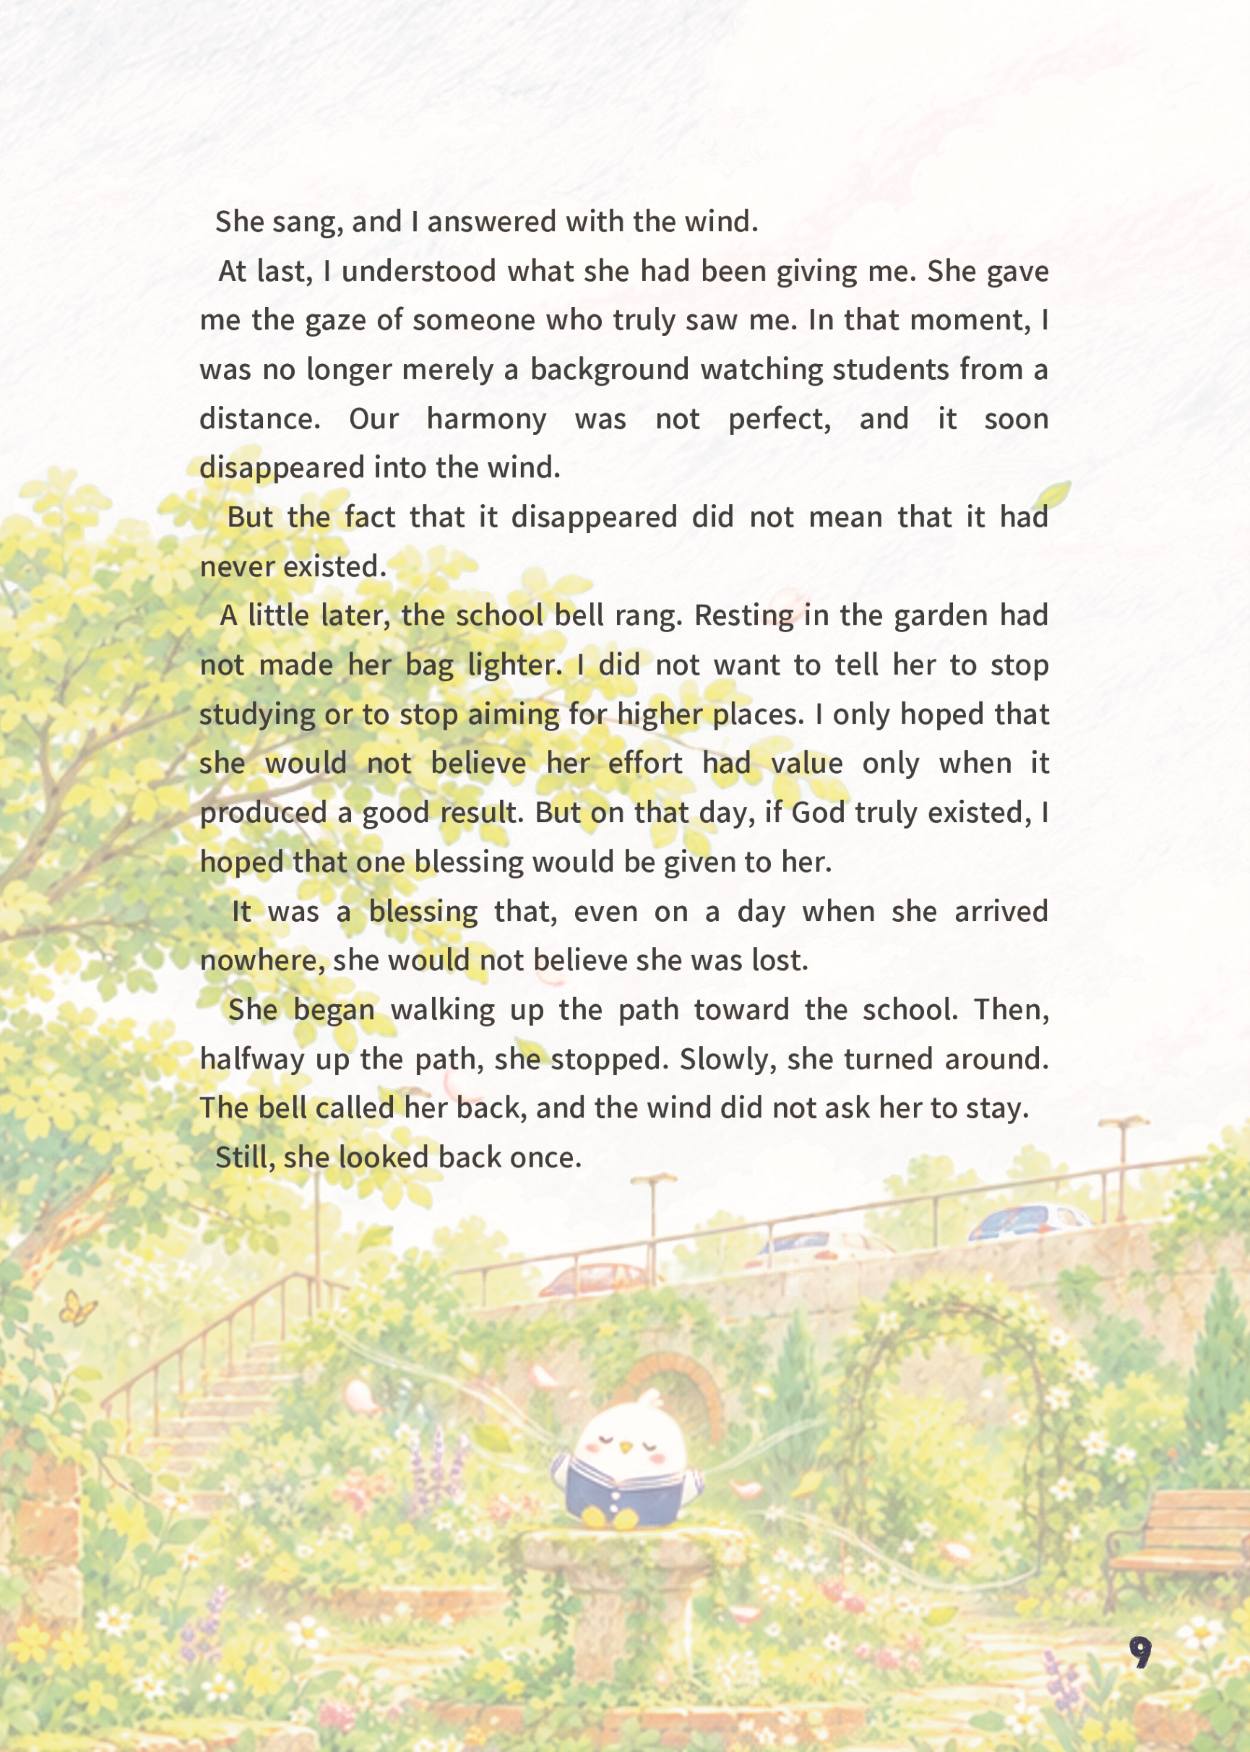 She sang, and I answered with the wind.
At last, I understood what she had been giving me. She gave
me the gaze of someone who truly saw me. In that moment, I
was no longer merely a background watching students from a
distance. Our harmony was not perfect, and it soon
disappeared into the wind.
But the fact that it disappeared did not mean that it had
never existed.
A little later, the school bell rang. Resting in the garden had
not made her bag lighter. I did not want to tell her to stop
studying or to stop aiming for higher places. I only hoped that
she would not believe her effort had value only when it
produced a good result. But on that day, if God truly existed, I
hoped that one blessing would be given to her.
It was a blessing that, even on a day when she arrived
nowhere, she would not believe she was lost.
She began walking up the path toward the school. Then,
halfway up the path, she stopped. Slowly, she turned around.
The bell called her back, and the wind did not ask her to stay.
Still, she looked back once.
9